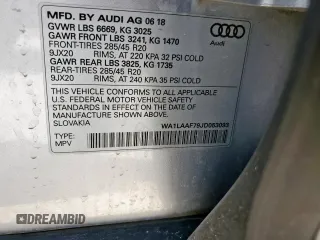 MFD. BY AUDI AG 06 18
GVWR LBS 6669, KG 3025
GAWR FRONT LBS 3241, KG 1470
FRONT-TIRES 285/45 R20
9JX20 RIMS, AT 220 KPA 32 PSI COLD
GAWR REAR LBS 3825, KG 1735
REAR-TIRES 285/45 R20
9JX20 RIMS, AT 240 KPA 35 PSI COLD
Audi
THIS VEHICLE CONFORMS TO ALL APPLICABLE
U.S. FEDERAL MOTOR VEHICLE SAFETY
STANDARDS IN EFFECT ON THE DATE OF
MANUFACTURE SHOWN ABOVE.
SLOVAKIA
WA1LAAF79JD053093
TYPE:
MPV
DREAMBID